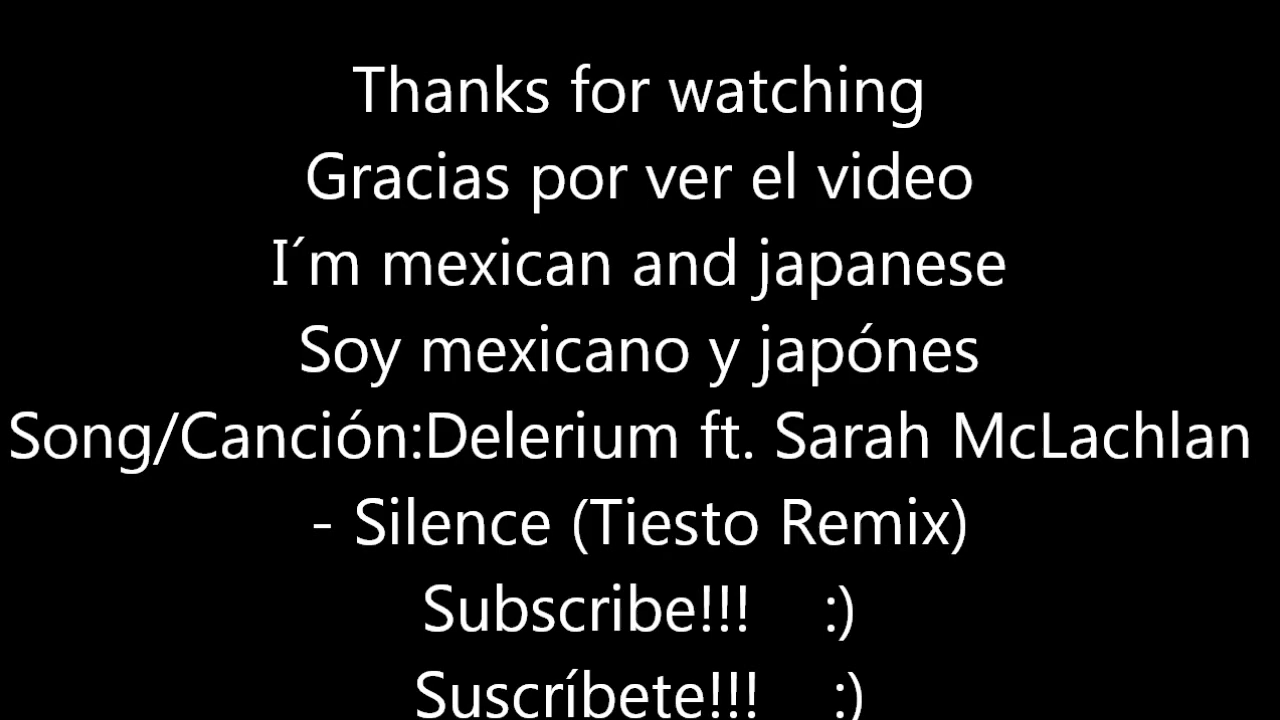 Thanks for watching
Gracias por ver el video
I´m mexican and japanese
Soy mexicano y japónes
Song/Canción:Delerium ft. Sarah McLachlan
- Silence (Tiesto Remix)
Subscribe!!! :)
Suscríbete!!! :)